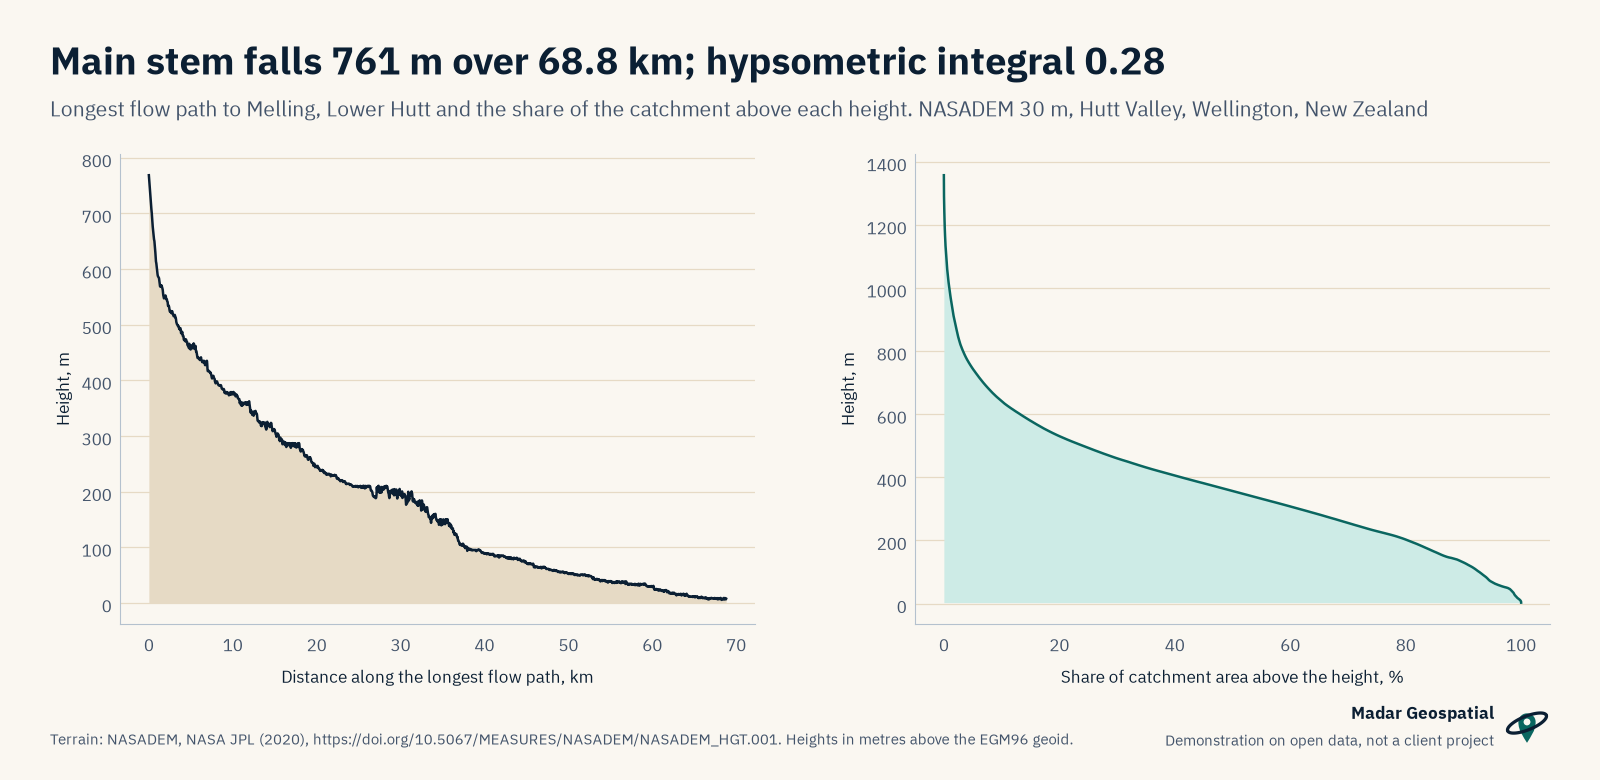 Main stem falls 761 m over 68.8 km; hypsometric integral 0.28
Longest flow path to Melling, Lower Hutt and the share of the catchment above each height. NASADEM 30 m, Hutt Valley, Wellington, New Zealand
800
700
600
500
400
300
200
100
0
Height, m
0 10 20 30 40 50 60 70
Distance along the longest flow path, km
1400
1200
1000
800
600
400
200
0
Height, m
0 20 40 60 80 100
Share of catchment area above the height, %
Madar Geospatial
Terrain: NASADEM, NASA JPL (2020), https://doi.org/10.5067/MEASURES/NASADEM/NASADEM_HGT.001. Heights in metres above the EGM96 geoid.
Demonstration on open data, not a client project